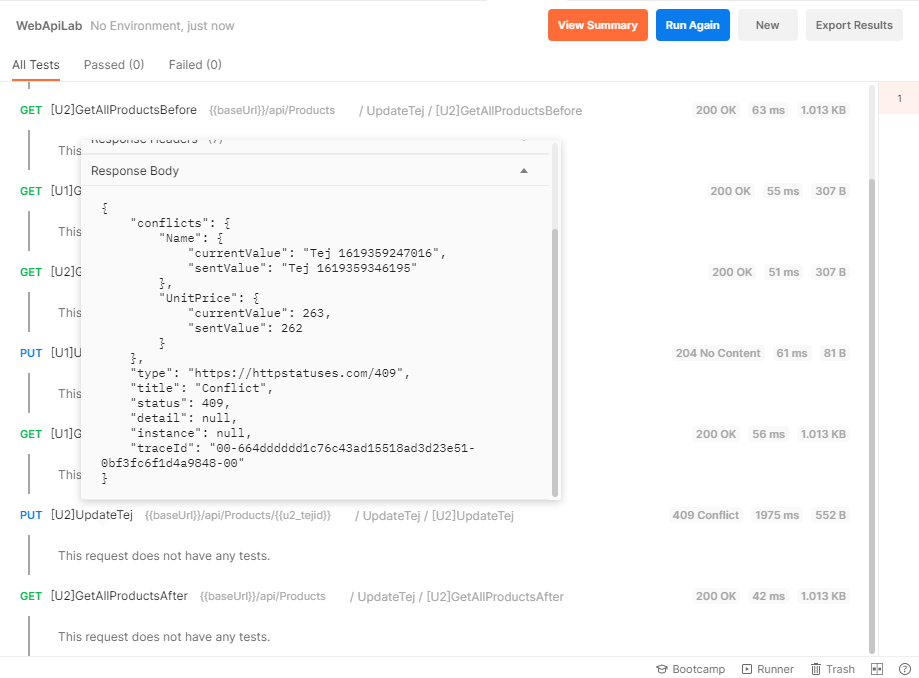 WebApiLab No Environment, just now View Summary Run Again New Export Results
All Tests Passed (0) Failed (0)
1
GET [U2]GetAllProductsBefore {{baseUrl}}/api/Products / UpdateTej / [U2]GetAllProductsBefore 200 OK 63 ms 1.013 KB
This
Response Headers (7)
Response Body
GET [U1]G 200 OK 55 ms 307 B
This
GET [U2]G 200 OK 51 ms 307 B
This
PUT [U1]U 204 No Content 61 ms 81 B
This
GET [U1]G 200 OK 56 ms 1.013 KB
This
{
"conflicts": {
"Name": {
"currentValue": "Tej 1619359247016",
"sentValue": "Tej 1619359346195"
},
"UnitPrice": {
"currentValue": 263,
"sentValue": 262
}
},
"type": "https://httpstatuses.com/409",
"title": "Conflict",
"status": 409,
"detail": null,
"instance": null,
"traceId": "00-664dddddd1c76c43ad15518ad3d23e51-
0bf3fc6f1d4a9848-00"
}
PUT [U2]UpdateTej {{baseUrl}}/api/Products/{{u2_tejid}} / UpdateTej / [U2]UpdateTej 409 Conflict 1975 ms 552 B
This request does not have any tests.
GET [U2]GetAllProductsAfter {{baseUrl}}/api/Products / UpdateTej / [U2]GetAllProductsAfter 200 OK 42 ms 1.013 KB
This request does not have any tests.
Bootcamp Runner Trash